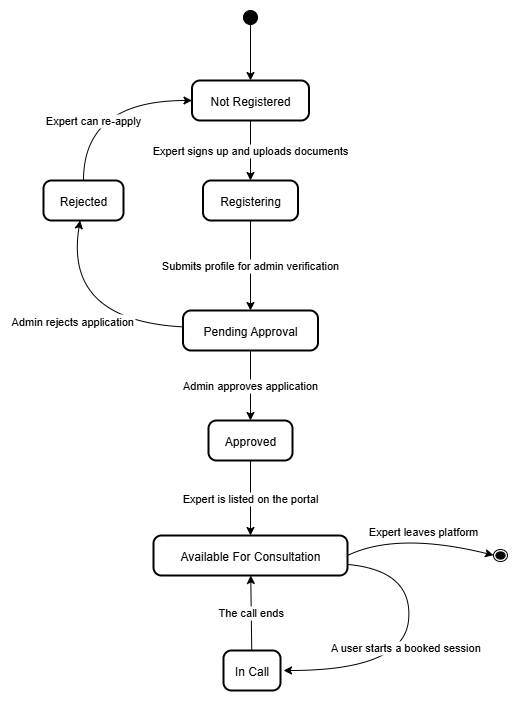 Not Registered
Expert can re-apply
Expert signs up and uploads documents
Rejected
Registering
Submits profile for admin verification
Admin rejects application
Pending Approval
Admin approves application
Approved
Expert is listed on the portal
Expert leaves platform
Available For Consultation
The call ends
A user starts a booked session
In Call